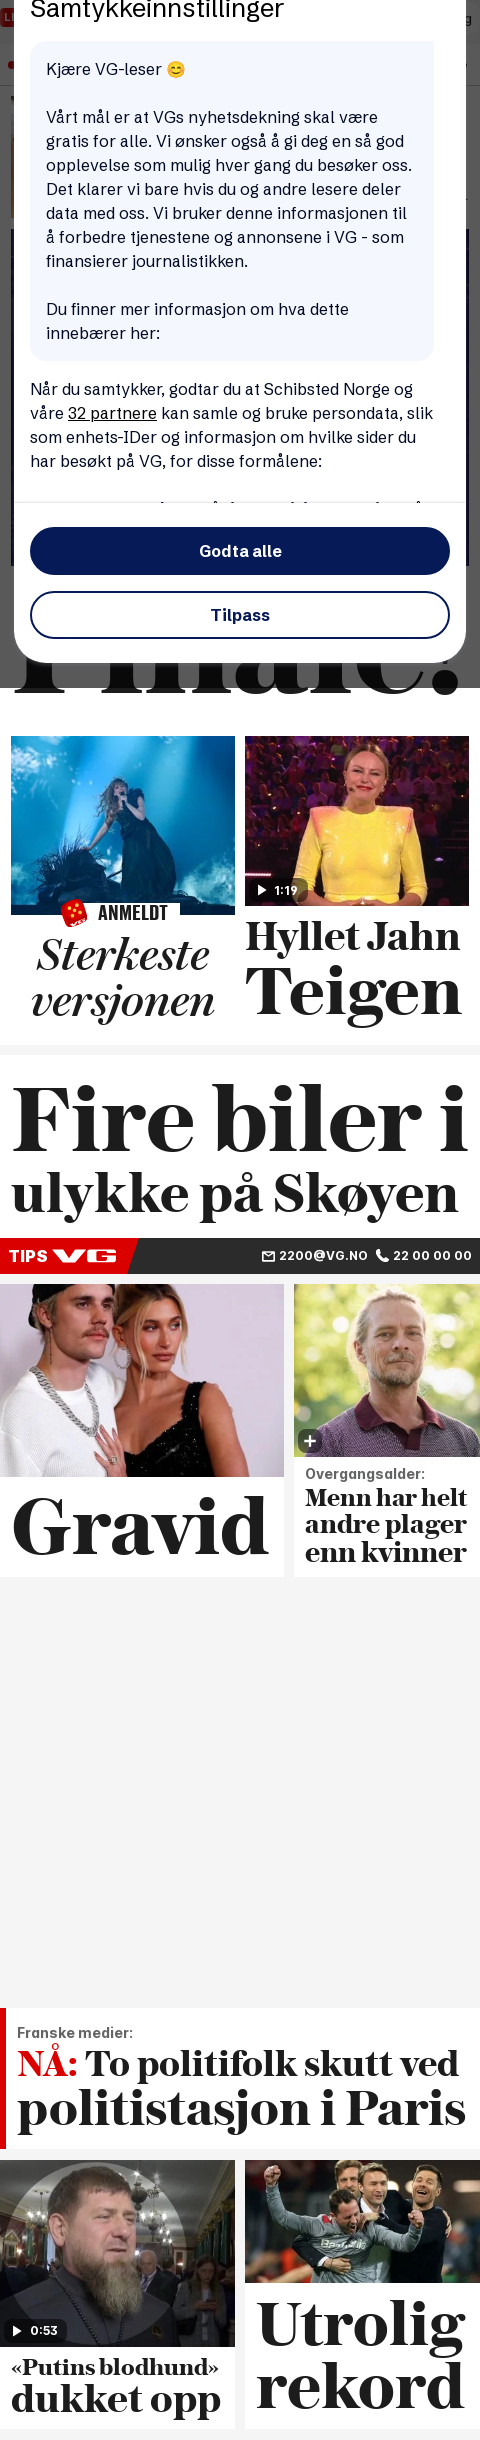 Samtykkeinnstillinger
Kjære VG-leser 😊
Vårt mål er at VGs nyhetsdekning skal være
gratis for alle. Vi ønsker også å gi deg en så god
opplevelse som mulig hver gang du besøker oss.
Det klarer vi bare hvis du og andre lesere deler
data med oss. Vi bruker denne informasjonen til
å forbedre tjenestene og annonsene i VG - som
finansierer journalistikken.
Du finner mer informasjon om hva dette
innebærer her:
Når du samtykker, godtar du at Schibsted Norge og
våre 32 partnere kan samle og bruke persondata, slik
som enhets-IDer og informasjon om hvilke sider du
har besøkt på VG, for disse formålene:
Godta alle
Tilpass
1:19
ANMELDT
Sterkeste
versjonen
Hyllet Jahn
Teigen
Fire biler i
ulykke på Skøyen
TIPS VG 2200@VG.NO 22 00 00 00
Gravid
Overgangsalder:
Menn har helt
andre plager
enn kvinner
Franske medier:
NÅ: To politifolk skutt ved
politistasjon i Paris
0:53
«Putins blodhund»
dukket opp
Utrolig
rekord